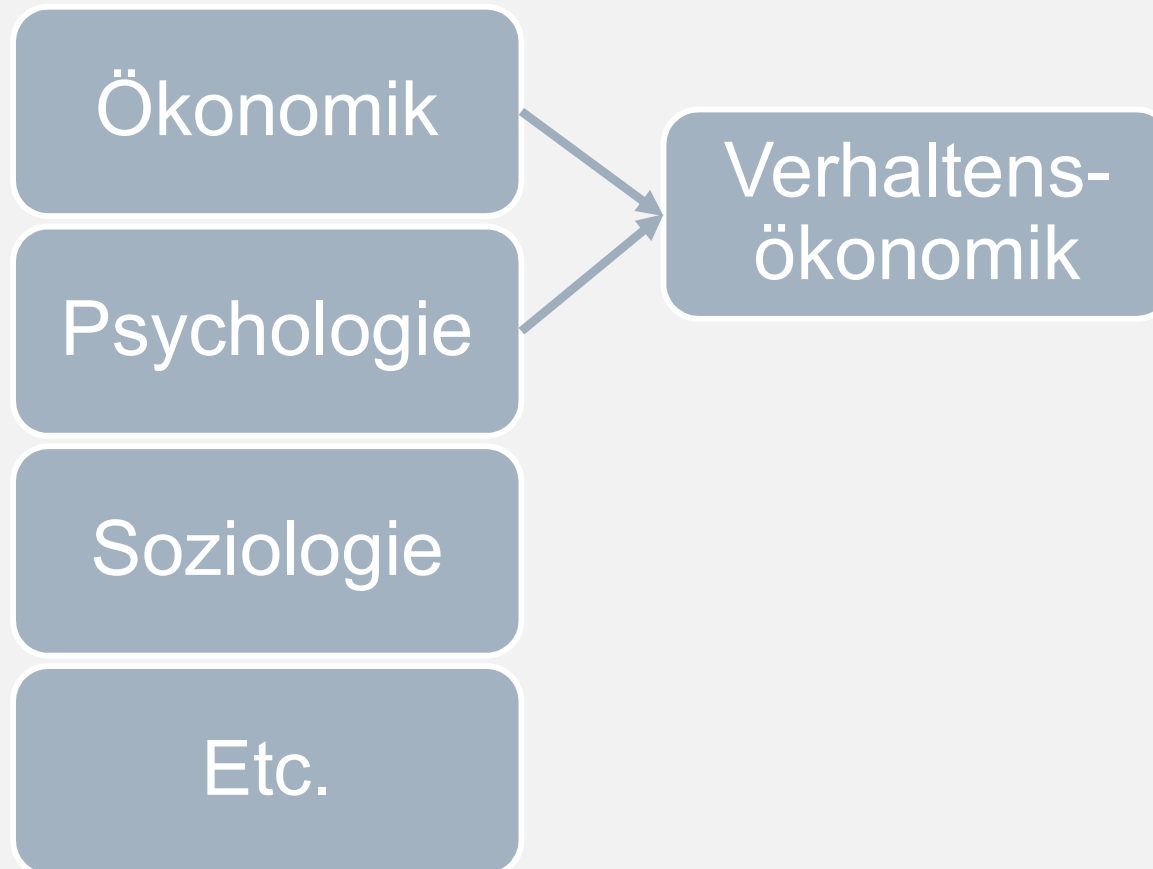 Ökonomik
Psychologie
Soziologie
Etc.
Verhaltens-
ökonomik